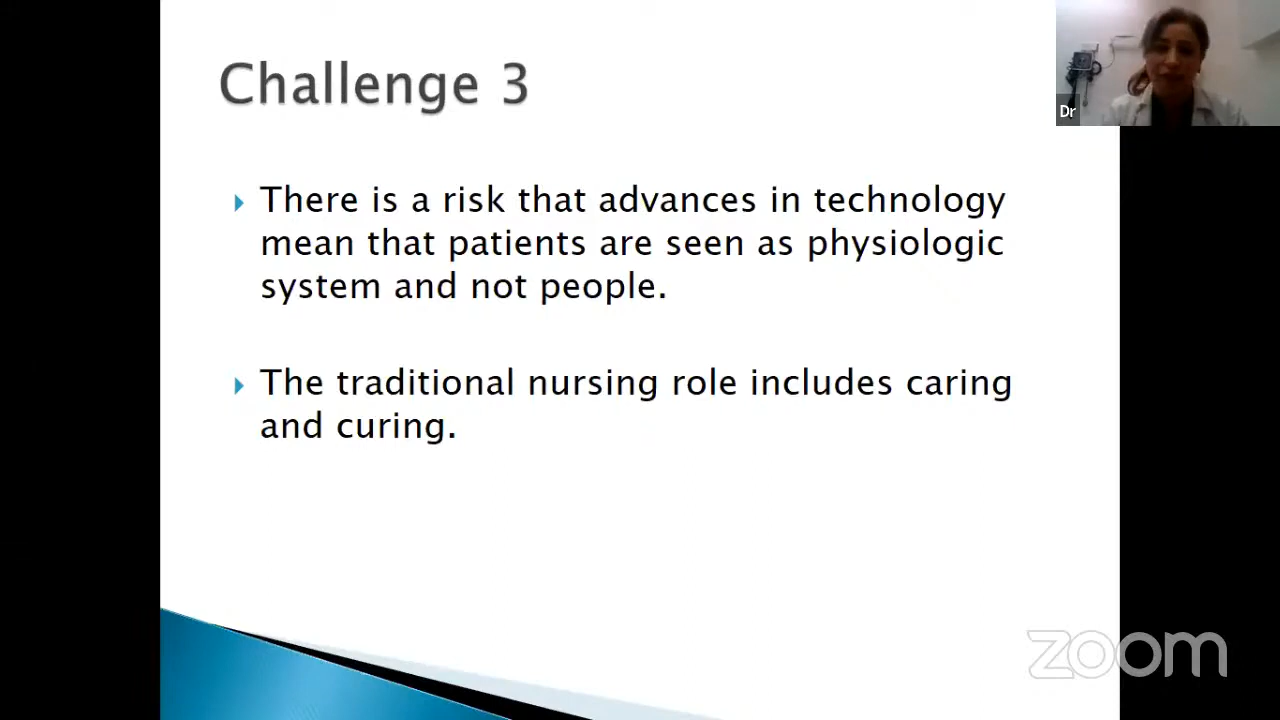 Challenge 3
Dr
There is a risk that advances in technology
mean that patients are seen as physiologic
system and not people.
The traditional nursing role includes caring
and curing.
zoom